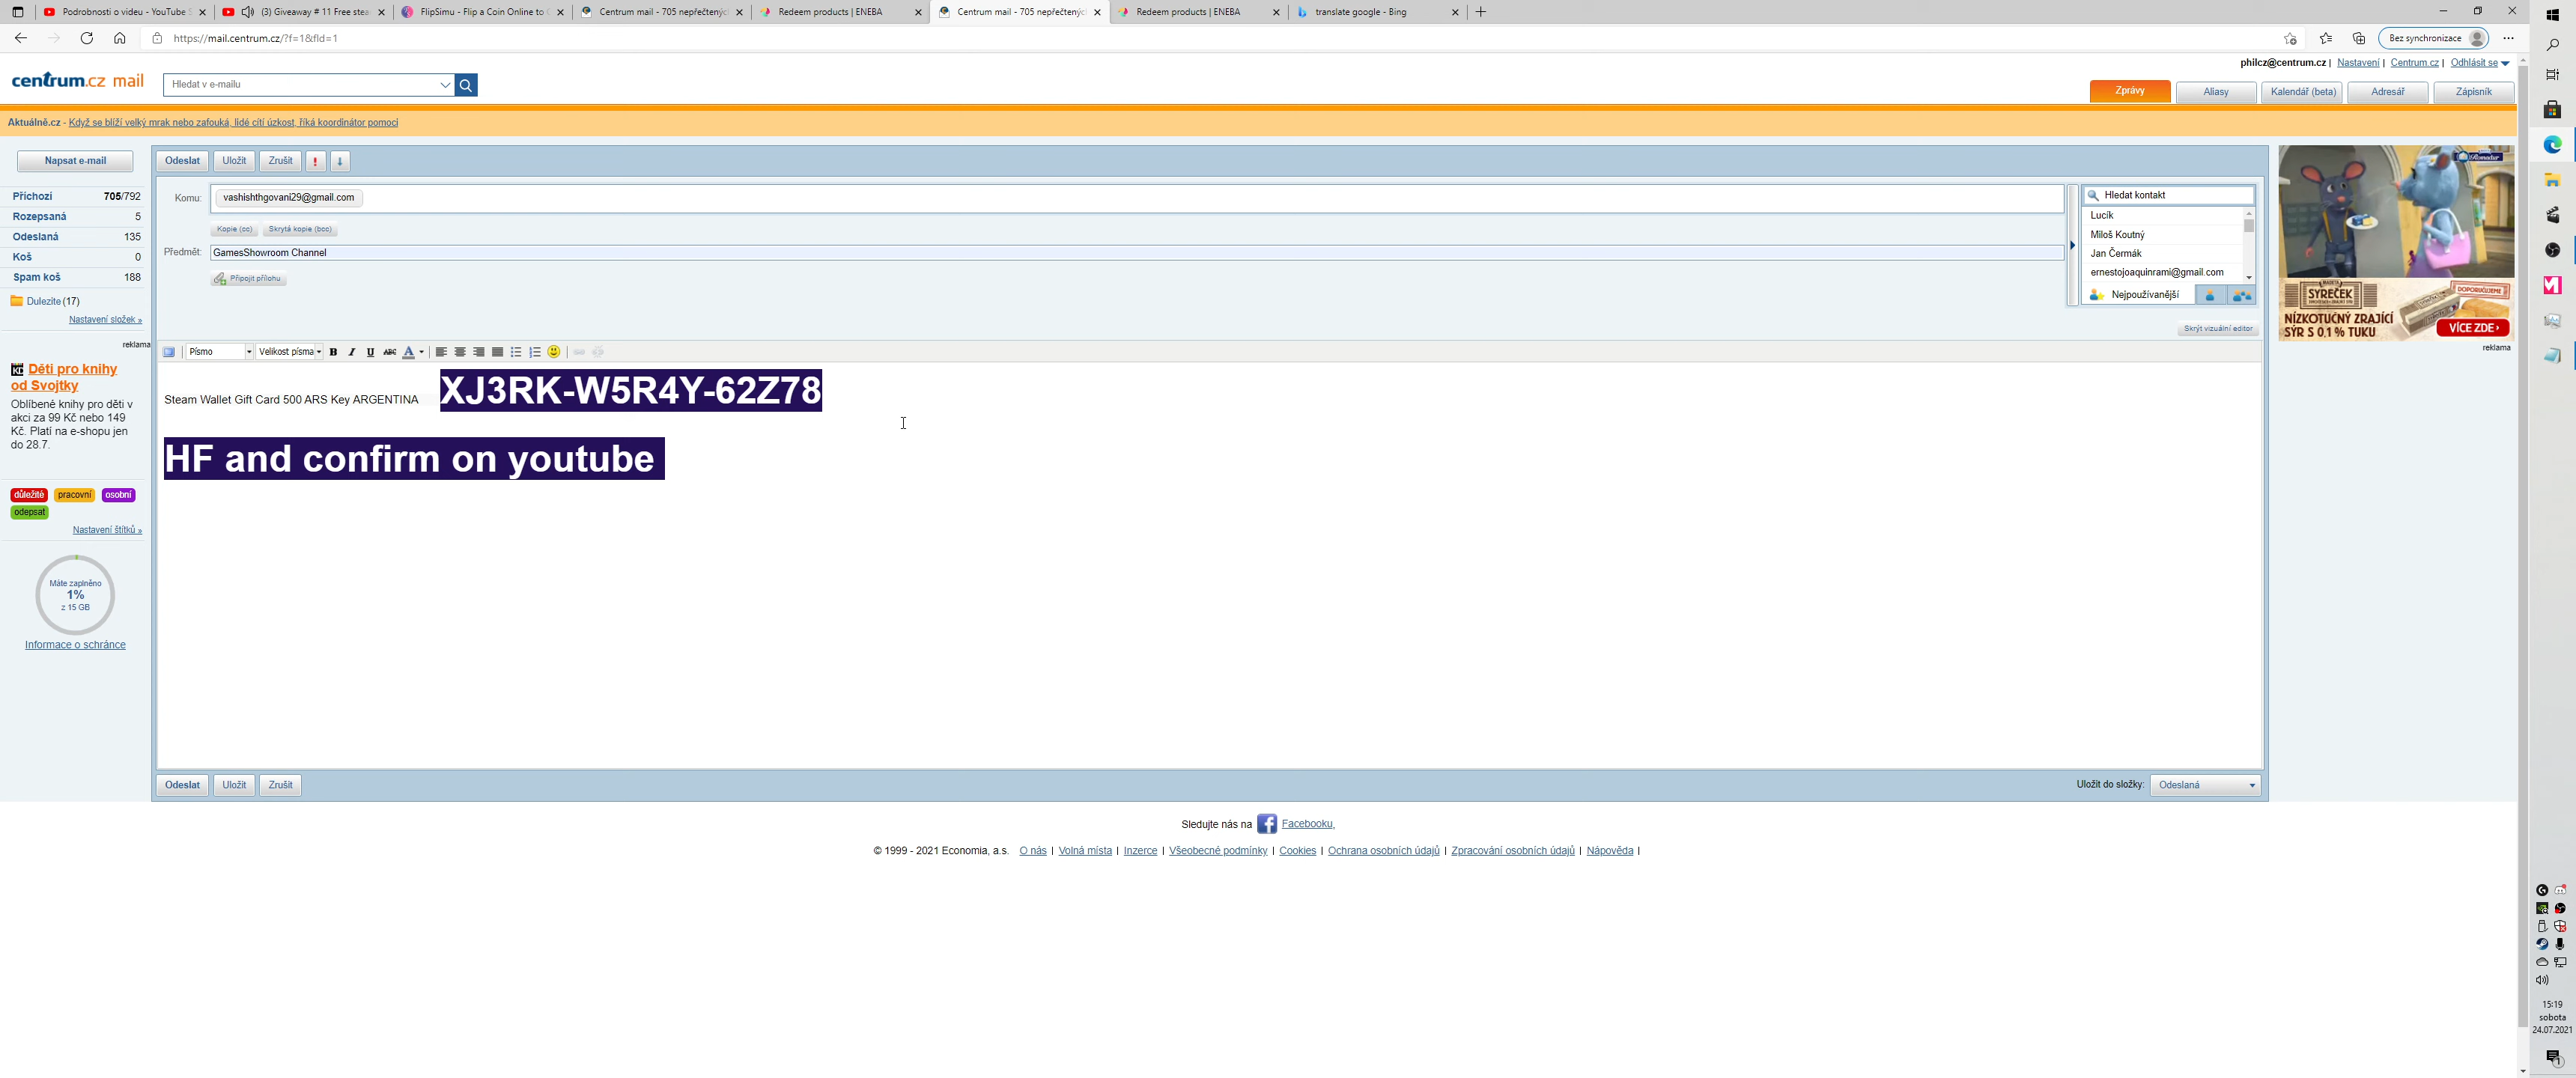 Podrobnosti o videu - YouTube S
(3) Giveaway # 11 Free stea
FlipSimu - Flip a Coin Online to
Centrum mail - 705 nepřečtenýc
Redeem products | ENEBA
Centrum mail - 705 nepřečtenýc
Redeem products | ENEBA
translate google - Bing
https://mail.centrum.cz/?f=1&fld=1
Bez synchronizace
philcz@centrum.cz | Nastavení | Centrum.cz | Odhlásit se
centrum.cz mail
Hledat v e-mailu
Zprávy
Aliasy
Kalendář (beta)
Adresář
Zápisník
Aktuálně.cz - Když se blíží velký mrak nebo zafouká, lidé cítí úzkost, říká koordinátor pomoci
Napsat e-mail
Odeslat
Uložit
Zrušit
Příchozí 705/792
Rozepsaná 5
Odeslaná 135
Koš 0
Spam koš 188
Dulezite (17)
Nastavení složek »
reklama
Děti pro knihy
od Svojtky
Oblíbené knihy pro děti v
akci za 99 Kč nebo 149
Kč. Platí na e-shopu jen
do 28.7.
důležité pracovní osobní
odepsat
Nastavení štítků »
Máte zaplněno
1%
z 15 GB
Informace o schránce
Komu: vashishthgovani29@gmail.com
Kopie (cc) Skrytá kopie (bcc)
Předmět: GamesShowroom Channel
Připojit přílohu
Hledat kontakt
Lucík
Miloš Koutný
Jan Čermák
ernestojoaquinrami@gmail.com
Nejpoužívanější
Skrýt vizuální editor
Písmo
Velikost písma
B I U ABC A
Steam Wallet Gift Card 500 ARS Key ARGENTINA XJ3RK-W5R4Y-62Z78
HF and confirm on youtube
Odeslat
Uložit
Zrušit
Uložit do složky: Odeslaná
SYREČEK
DOPORUČUJEME
NÍZKOTUČNÝ ZRAJÍCÍ
SÝR S 0,1 % TUKU
VÍCE ZDE ›
reklama
Sledujte nás na Facebooku.
© 1999 - 2021 Economia, a.s. O nás | Volná místa | Inzerce | Všeobecné podmínky | Cookies | Ochrana osobních údajů | Zpracování osobních údajů | Nápověda |
15:19
sobota
24.07.2021
1